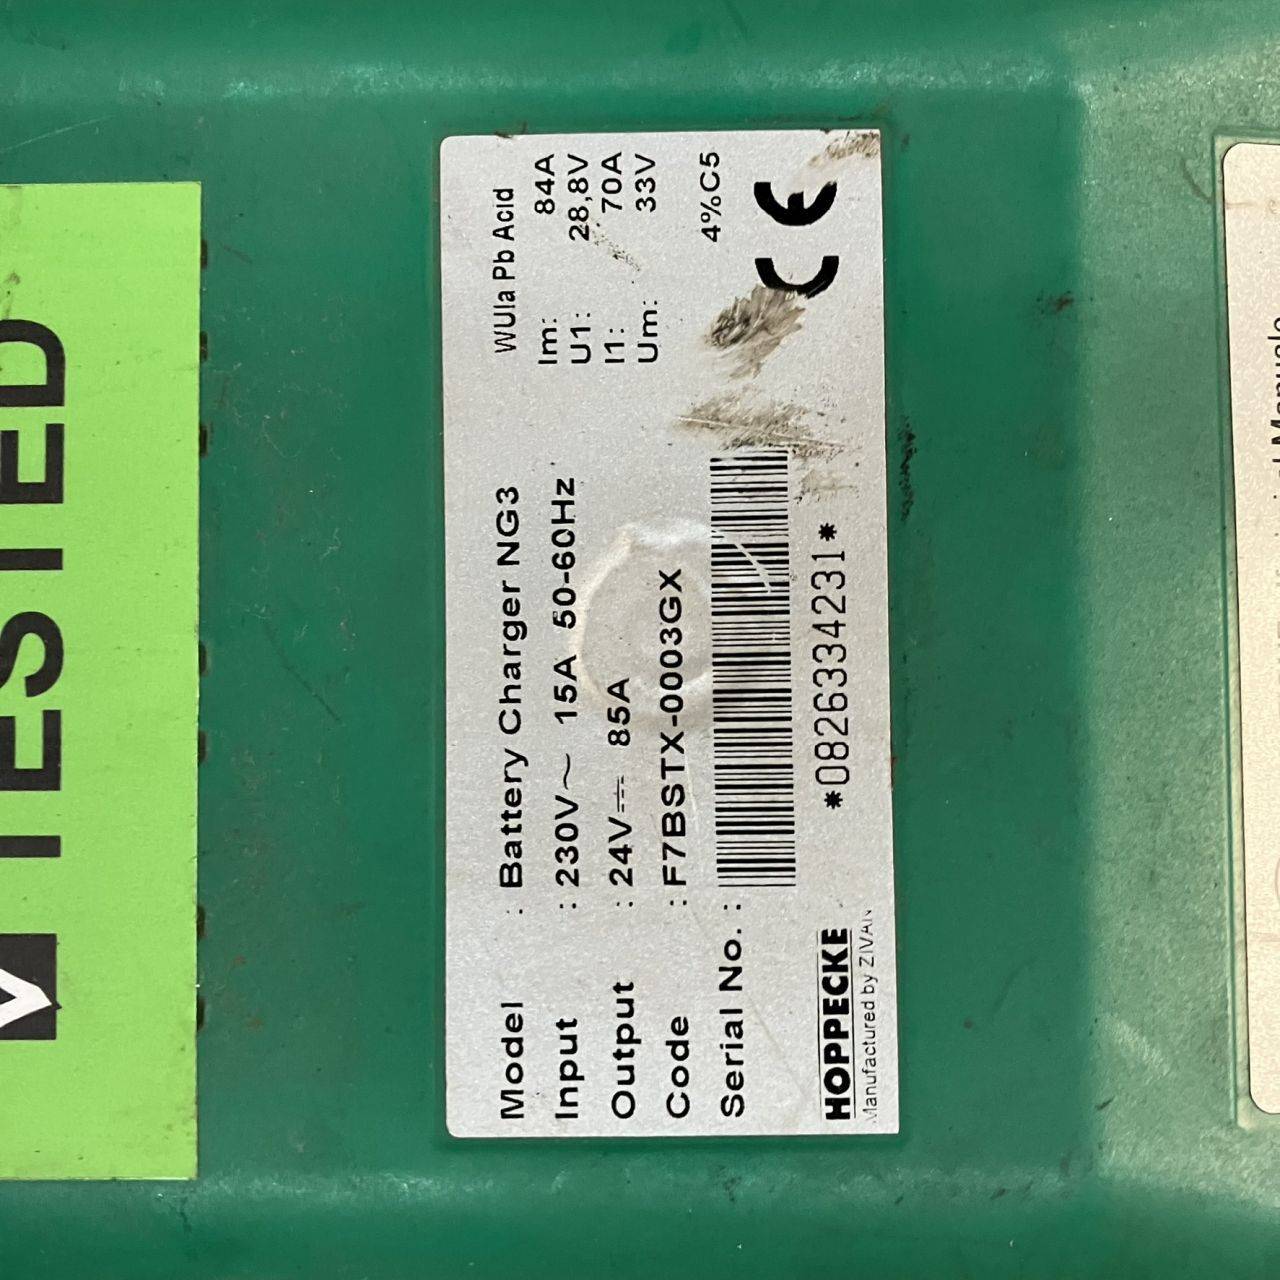 TESTED
Model : Battery Charger NG3
Input : 230V~ 15A 50-60Hz
Output : 24V⎓ 85A
Code : F7BSTX-0003GX
Serial No. :
*0826334231*
HOPPECKE
Manufactured by ZIVAN
WUIa Pb Acid
Im: 84A
U1: 28,8V
I1: 70A
Um: 33V
4%C5
CE